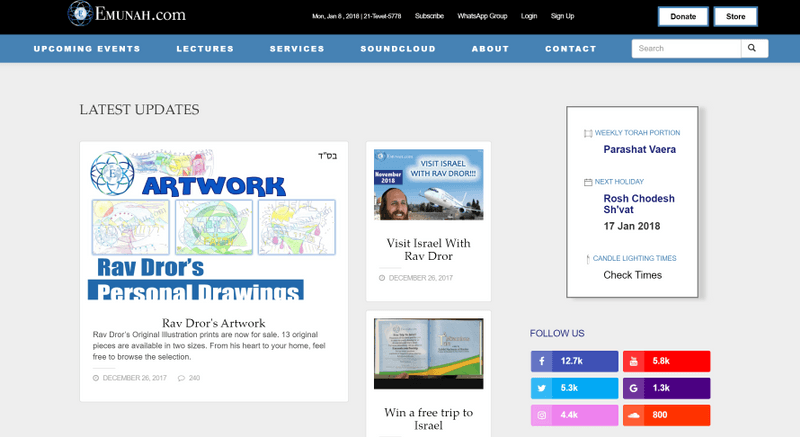 EMUNAH.COM
Mon, Jan 8 , 2018 | 21-Tevet-5778
Subscribe
WhatsApp Group
Login
Sign Up
Donate
Store
UPCOMING EVENTS
LECTURES
SERVICES
SOUNDCLOUD
ABOUT
CONTACT
Search
LATEST UPDATES
בס"ד
ARTWORK
Rav Dror's
Personal Drawings
Rav Dror's Artwork
Rav Dror's Original Illustration prints are now for sale. 13 original
pieces are available in two sizes. From his heart to your home, feel
free to browse the selection.
DECEMBER 26, 2017
240
EMUNAH.COM
VISIT ISRAEL
WITH RAV DROR!!!
November
2018
Visit Israel With
Rav Dror
DECEMBER 26, 2017
Win a free trip to
Israel
WEEKLY TORAH PORTION
Parashat Vaera
NEXT HOLIDAY
Rosh Chodesh
Sh'vat
17 Jan 2018
CANDLE LIGHTING TIMES
Check Times
FOLLOW US
12.7k
5.8k
5.3k
1.3k
4.4k
800